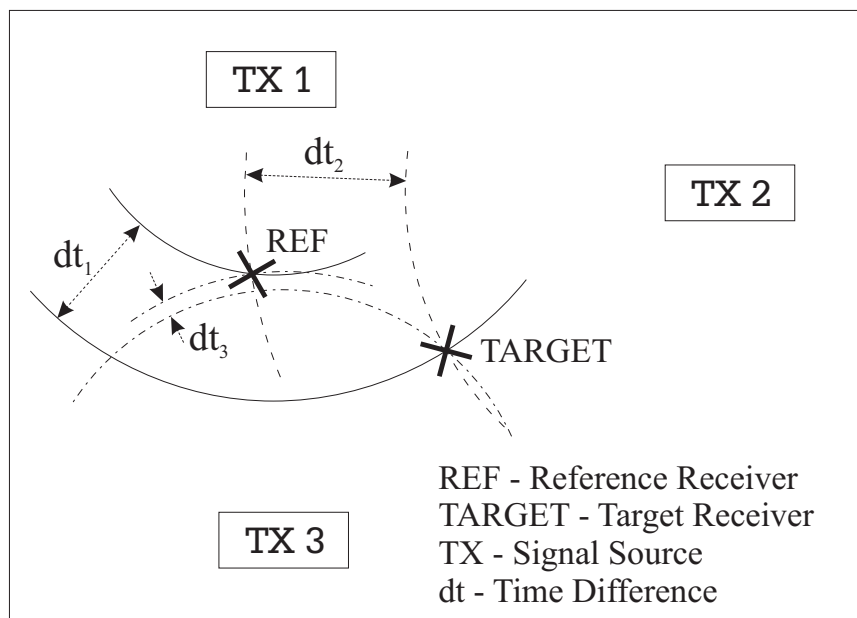 TX 1
dt₂
TX 2
REF
dt₁
dt₃
TARGET
REF - Reference Receiver
TARGET - Target Receiver
TX 3
TX - Signal Source
dt - Time Difference